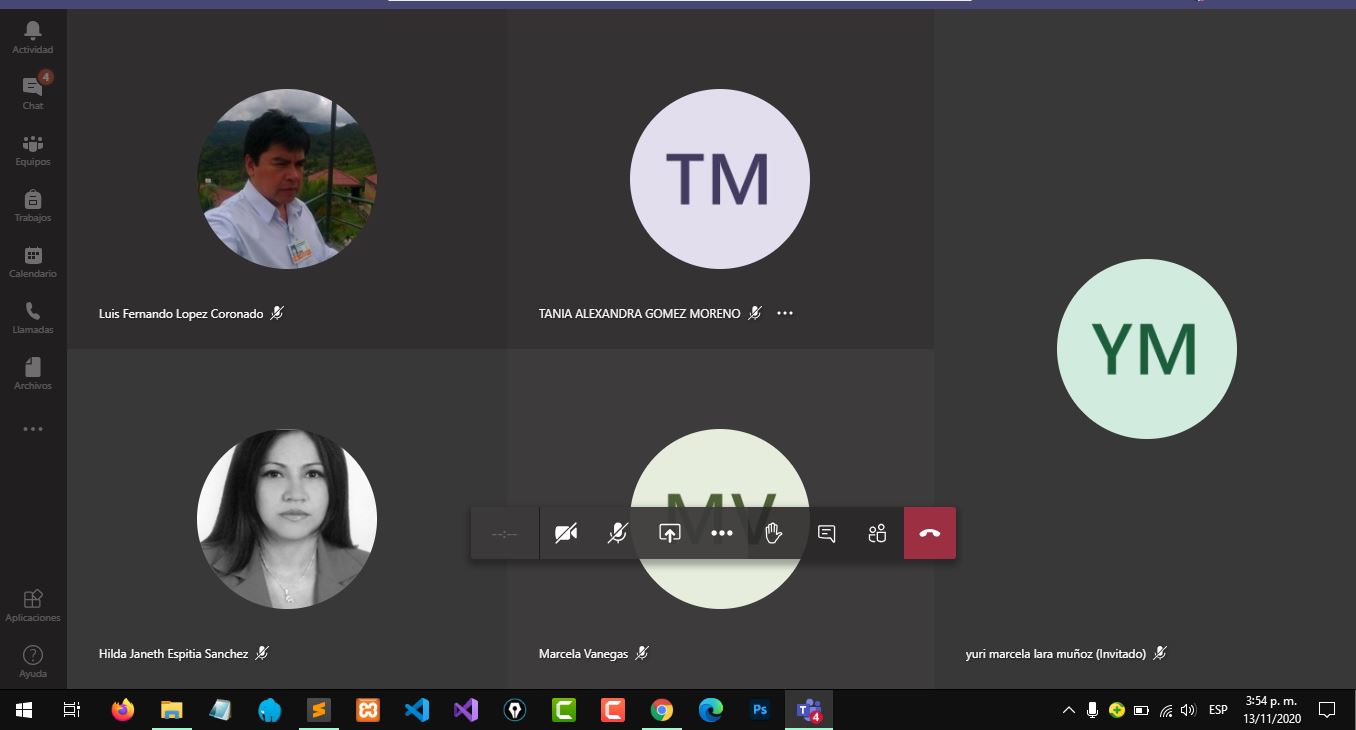 Actividad
4
Chat
Equipos
Trabajos
Calendario
Llamadas
Archivos
Aplicaciones
Ayuda
Luis Fernando Lopez Coronado
TM
TANIA ALEXANDRA GOMEZ MORENO
YM
Hilda Janeth Espitia Sanchez
MV
--:--
Marcela Vanegas
yuri marcela lara muñoz (Invitado)
Ps
T
4
ESP
3:54 p. m.
13/11/2020